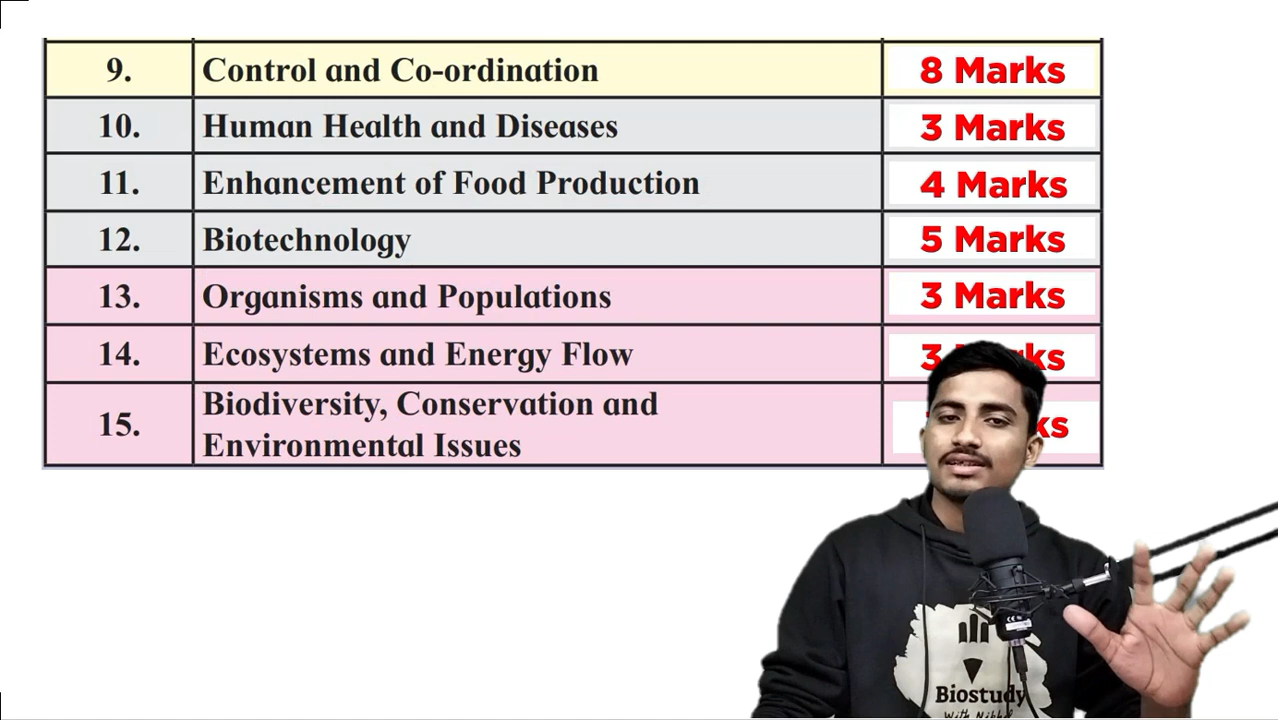 9. Control and Co-ordination 8 Marks
10. Human Health and Diseases 3 Marks
11. Enhancement of Food Production 4 Marks
12. Biotechnology 5 Marks
13. Organisms and Populations 3 Marks
14. Ecosystems and Energy Flow 3
Biodiversity, Conservation and
15.
Environmental Issues
Biostudy
With